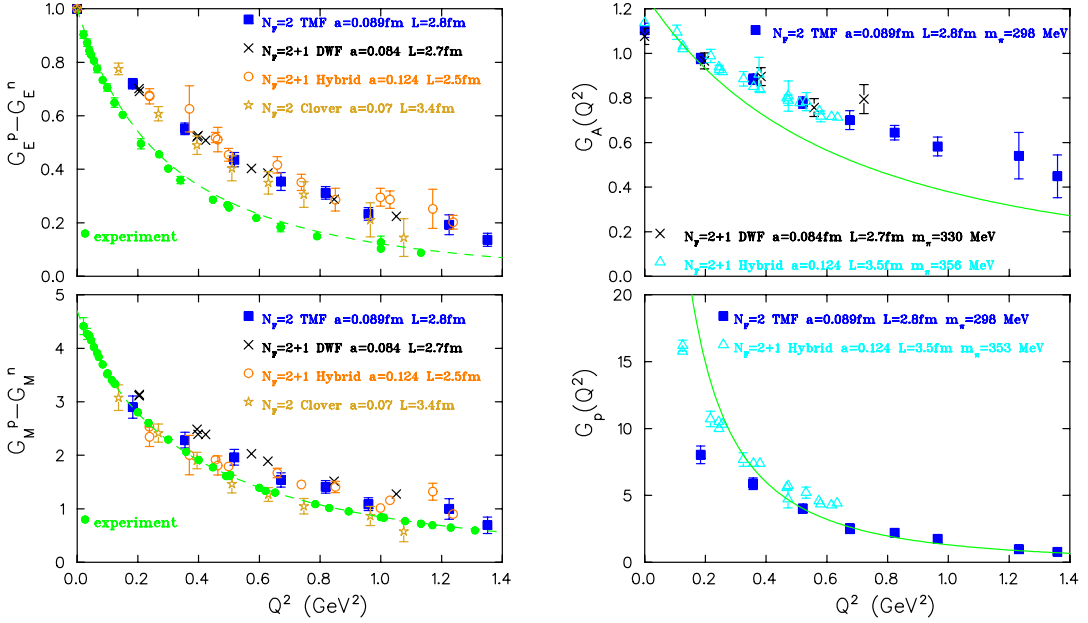 1.0
0.8
0.6
0.4
0.2
0.0
G_E^p−G_E^n
N_F=2 TMF a=0.089fm L=2.8fm
N_F=2+1 DWF a=0.084 L=2.7fm
N_F=2+1 Hybrid a=0.124 L=2.5fm
N_F=2 Clover a=0.07 L=3.4fm
experiment
5
4
3
2
1
0
G_M^p−G_M^n
N_F=2 TMF a=0.089fm L=2.8fm
N_F=2+1 DWF a=0.084 L=2.7fm
N_F=2+1 Hybrid a=0.124 L=2.5fm
N_F=2 Clover a=0.07 L=3.4fm
experiment
0.0 0.2 0.4 0.6 0.8 1.0 1.2 1.4
Q² (GeV²)
1.2
1.0
0.8
0.6
0.4
0.2
0.0
G_A(Q²)
N_F=2 TMF a=0.089fm L=2.8fm m_π=298 MeV
N_F=2+1 DWF a=0.084fm L=2.7fm m_π=330 MeV
N_F=2+1 Hybrid a=0.124 L=3.5fm m_π=356 MeV
20
15
10
5
0
G_p(Q²)
N_F=2 TMF a=0.089fm L=2.8fm m_π=298 MeV
N_F=2+1 Hybrid a=0.124 L=3.5fm m_π=353 MeV
0.0 0.2 0.4 0.6 0.8 1.0 1.2 1.4
Q² (GeV²)